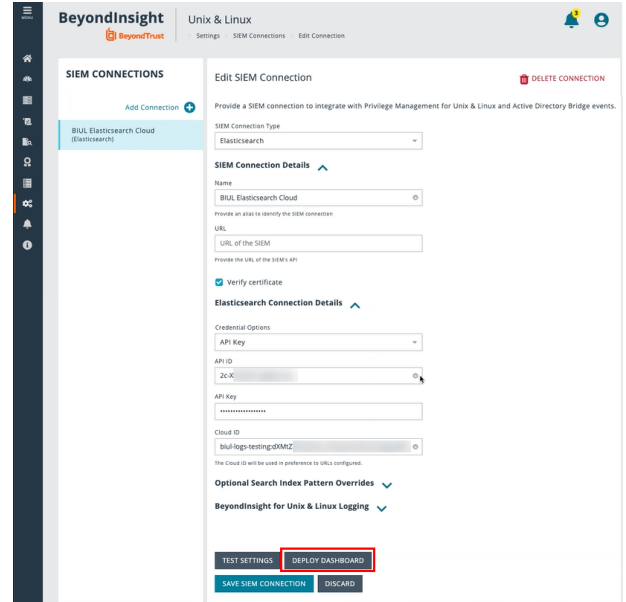 MENU
BeyondInsight
BeyondTrust
Unix & Linux
Settings
SIEM Connections
Edit Connection
3
SIEM CONNECTIONS
Add Connection
BIUL Elasticsearch Cloud
(Elasticsearch)
Edit SIEM Connection
DELETE CONNECTION
Provide a SIEM connection to integrate with Privilege Management for Unix & Linux and Active Directory Bridge events.
SIEM Connection Type
Elasticsearch
SIEM Connection Details
Name
BIUL Elasticsearch Cloud
Provide an alias to identify the SIEM connection
URL
URL of the SIEM
Provide the URL of the SIEM's API
Verify certificate
Elasticsearch Connection Details
Credential Options
API Key
API ID
2c-X
API Key
••••••••••••••••••
Cloud ID
biul-logs-testing:dXMtZ
The Cloud ID will be used in preference to URLs configured.
Optional Search Index Pattern Overrides
BeyondInsight for Unix & Linux Logging
TEST SETTINGS
DEPLOY DASHBOARD
SAVE SIEM CONNECTION
DISCARD